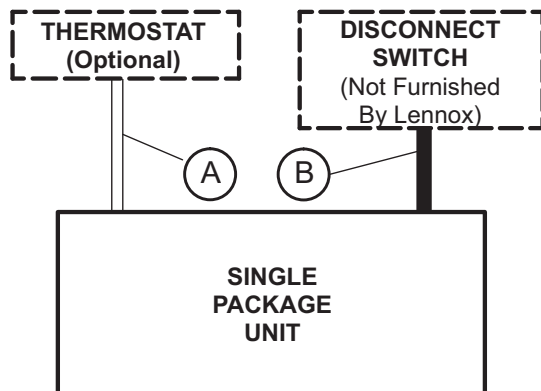 THERMOSTAT
(Optional)
DISCONNECT
SWITCH
(Not Furnished
By Lennox)
A
B
SINGLE
PACKAGE
UNIT